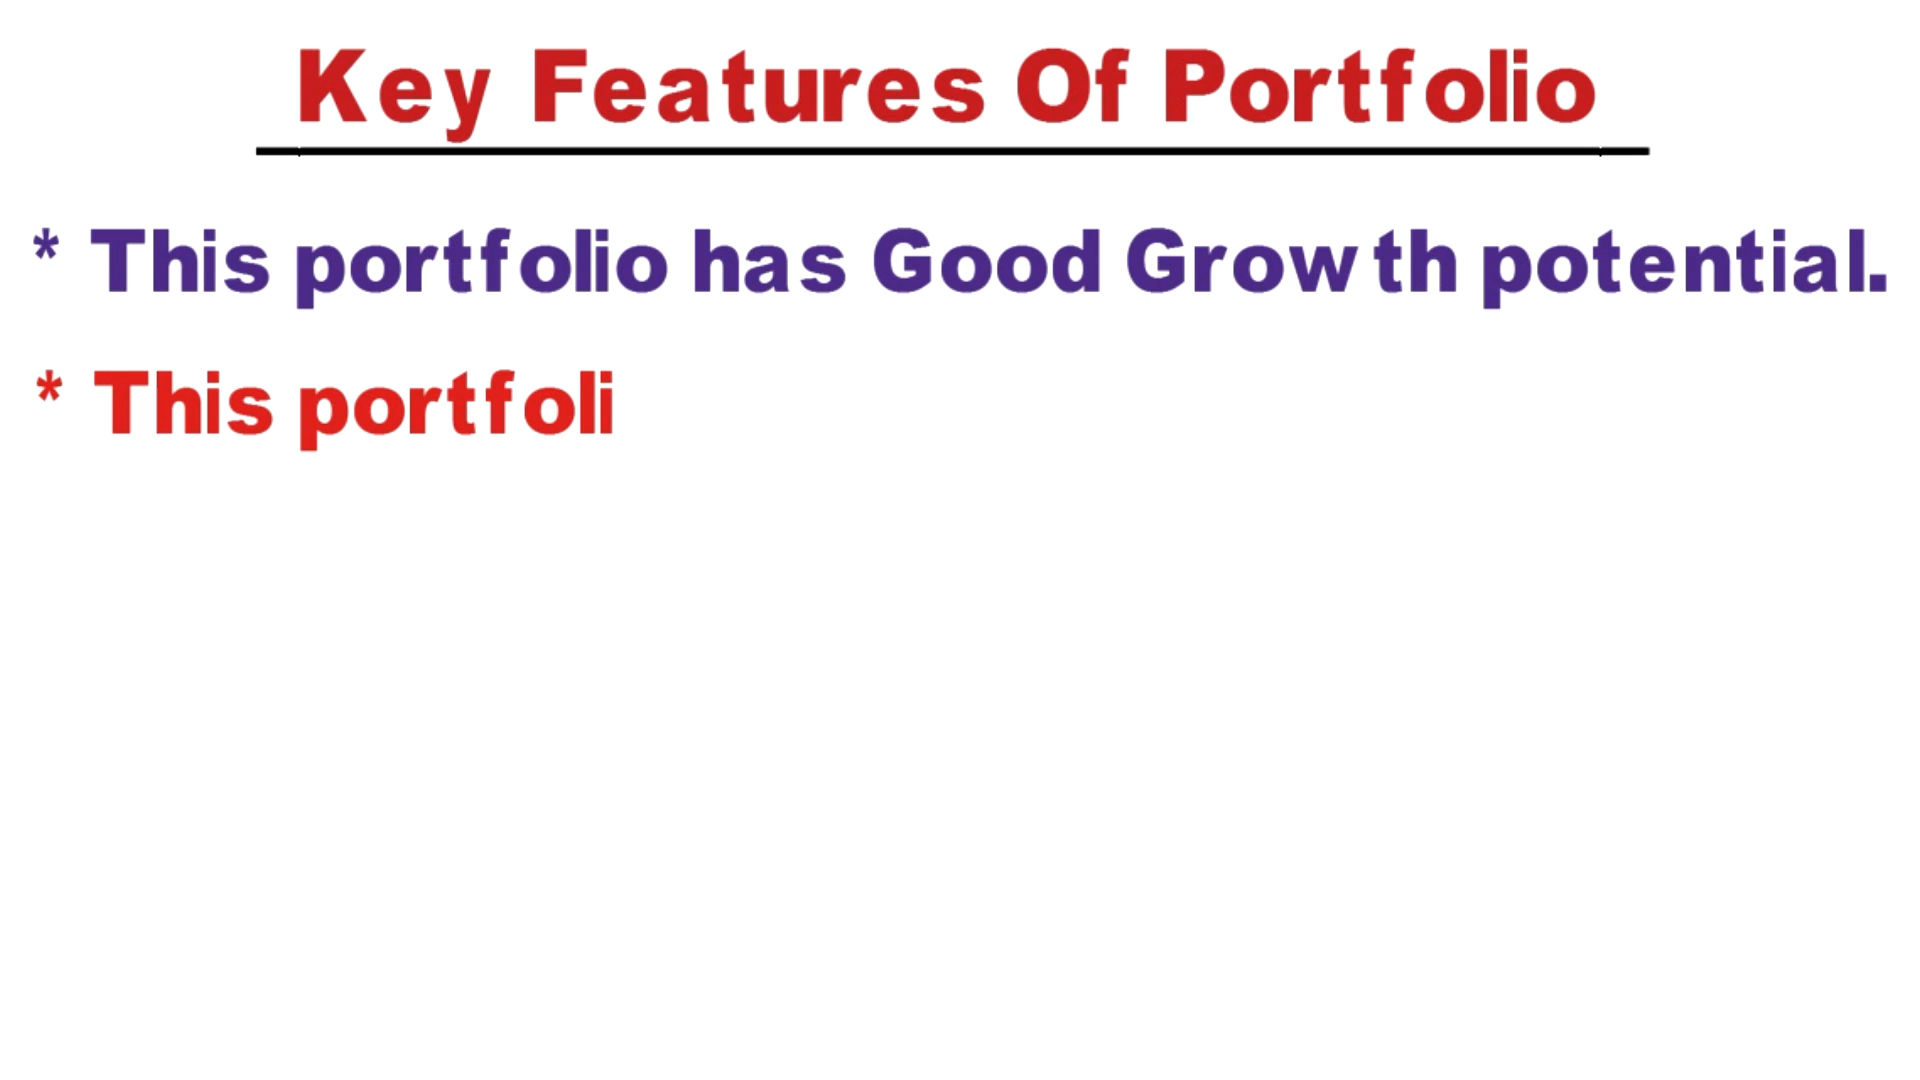 Key Features Of Portfolio
* This portfolio has Good Growth potential.
* This portfoli